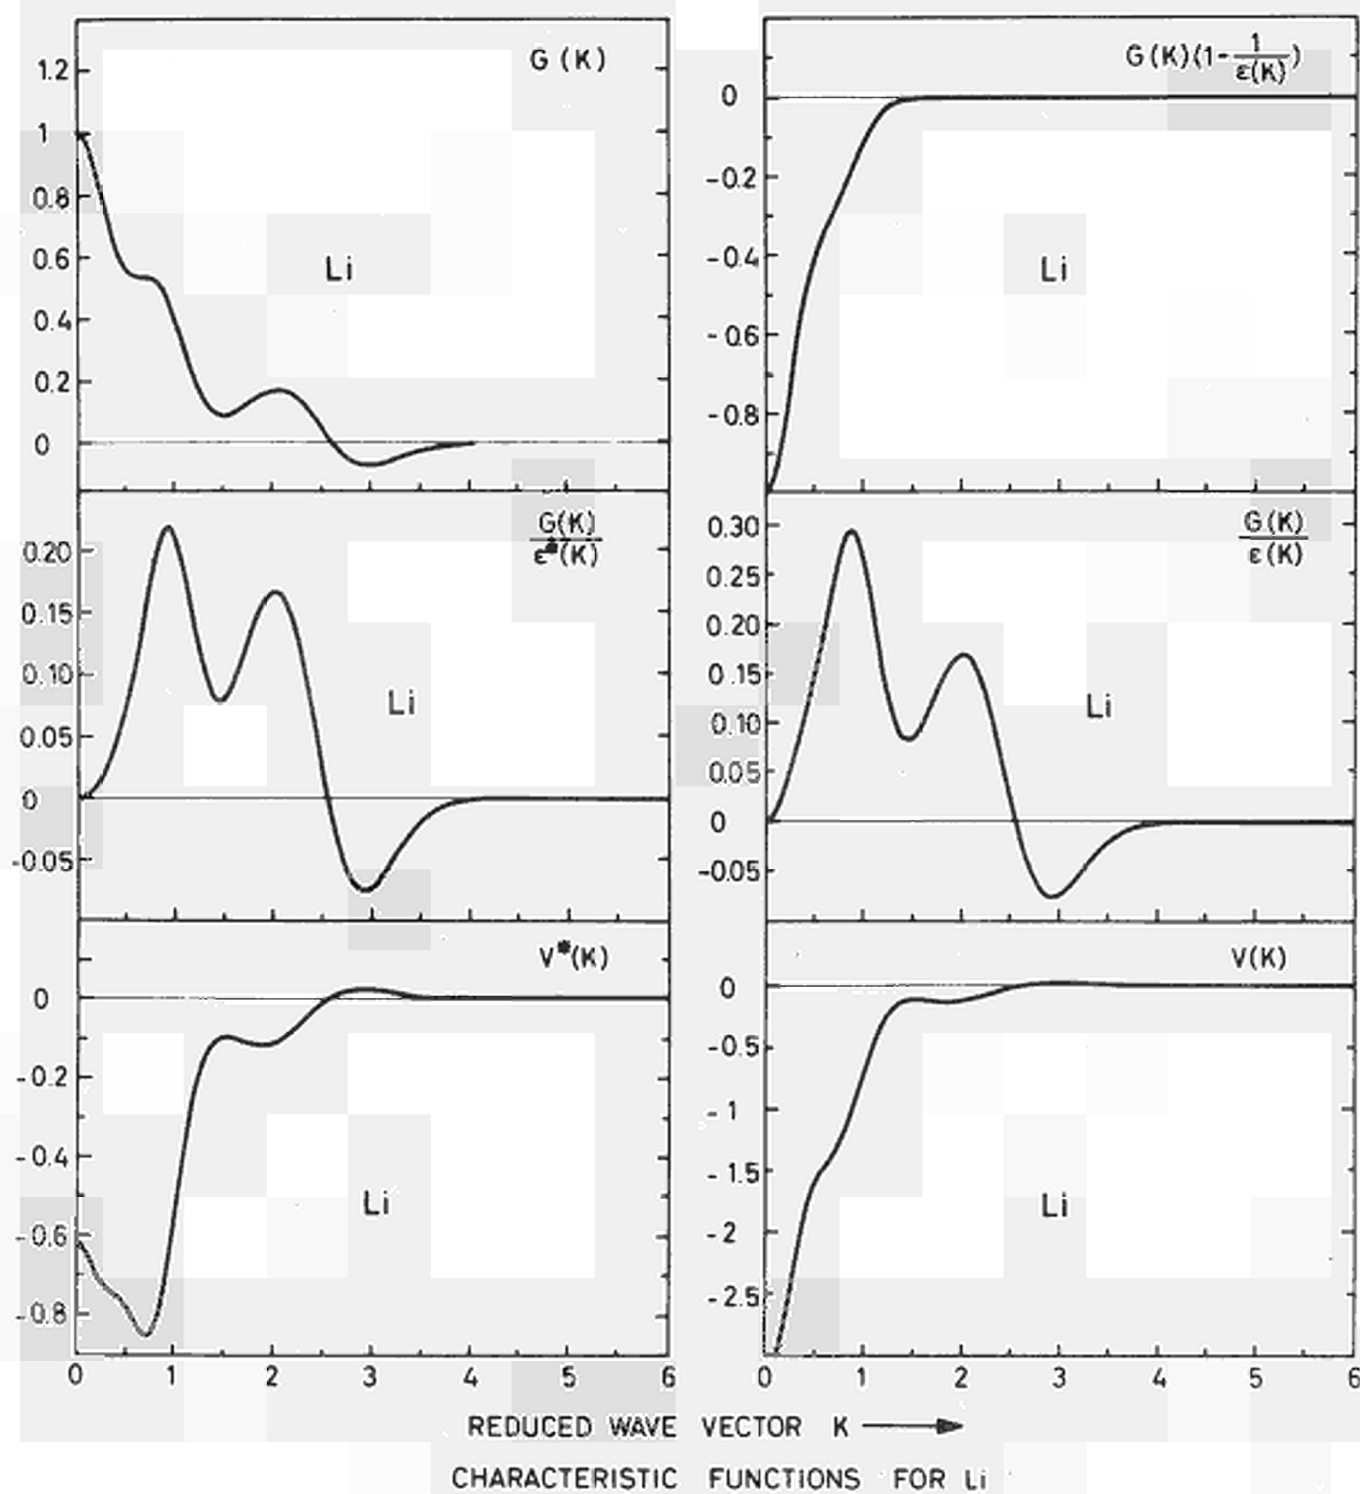 G (K)
1.2
1
0.8
0.6
0.4
0.2
0
Li
G(K)(1-1/ε(K))
0
-0.2
-0.4
-0.6
-0.8
Li
G(K)
ε*(K)
0.20
0.15
0.10
0.05
0
-0.05
Li
G(K)
ε(K)
0.30
0.25
0.20
0.15
0.10
0.05
0
-0.05
Li
V*(K)
0
-0.2
-0.4
-0.6
-0.8
Li
0 1 2 3 4 5 6
V(K)
0
-0.5
-1
-1.5
-2
-2.5
Li
0 1 2 3 4 5 6
REDUCED WAVE VECTOR K →
CHARACTERISTIC FUNCTIONS FOR Li